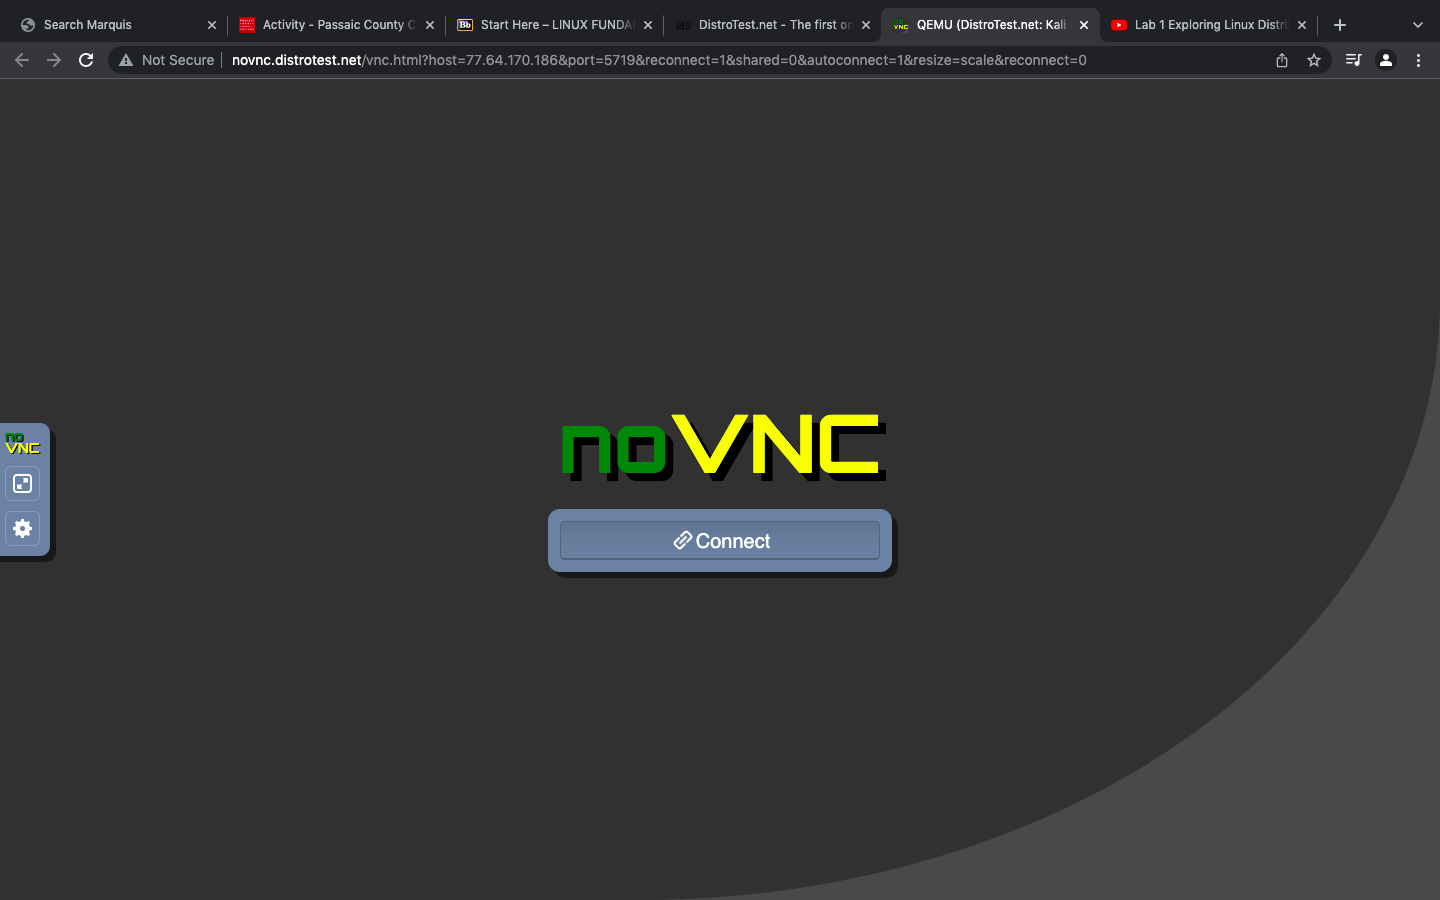 Search Marquis
Activity - Passaic County C
Start Here – LINUX FUNDA
DistroTest.net - The first or
QEMU (DistroTest.net: Kali
Lab 1 Exploring Linux Distri
Not Secure
novnc.distrotest.net/vnc.html?host=77.64.170.186&port=5719&reconnect=1&shared=0&autoconnect=1&resize=scale&reconnect=0
noVNC
noVNC
Connect